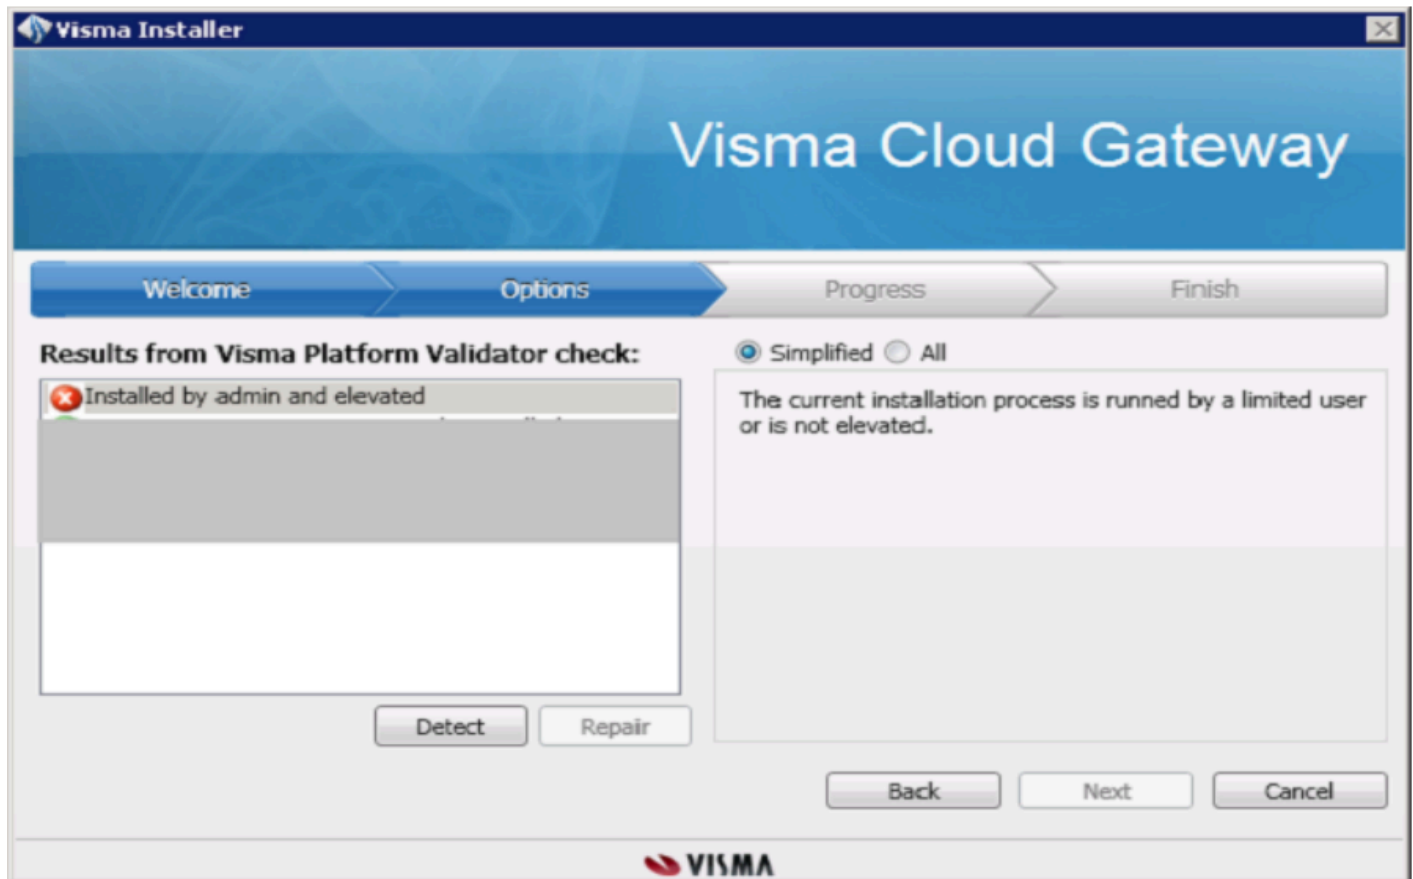 Visma Installer
Visma Cloud Gateway
Welcome
Options
Progress
Finish
Results from Visma Platform Validator check:
Simplified
All
Installed by admin and elevated
The current installation process is runned by a limited user
or is not elevated.
Detect
Repair
Back
Next
Cancel
VISMA